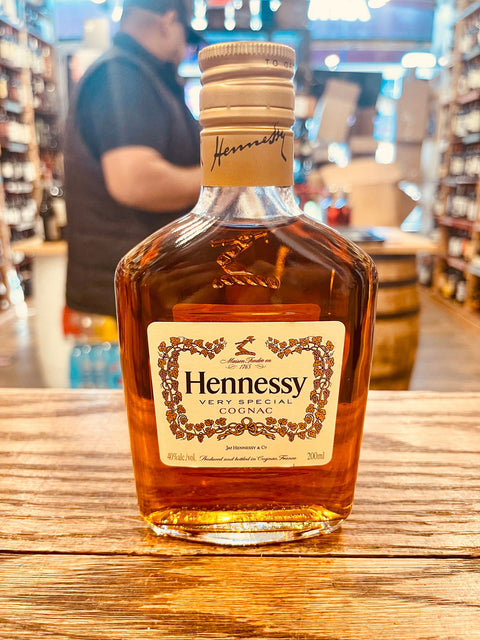 TO O
Hennessy
Maison Fondée en
1765
Hennessy
VERY SPECIAL
COGNAC
Jas Hennessy & Co
40%alc./vol. Produced and bottled in Cognac, France. 200ml